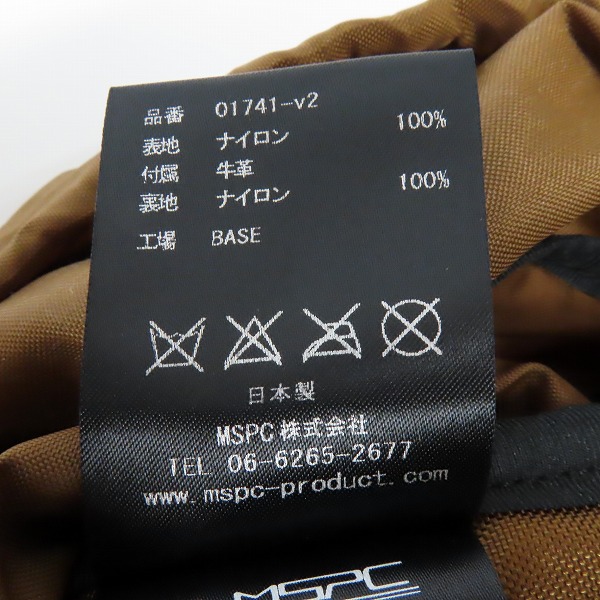 品番 01741-v2
表地 ナイロン 100%
付属 牛革
裏地 ナイロン 100%
工場 BASE
日本製
MSPC株式会社
TEL 06-6265-2677
www.mspc-product.com
MSPC